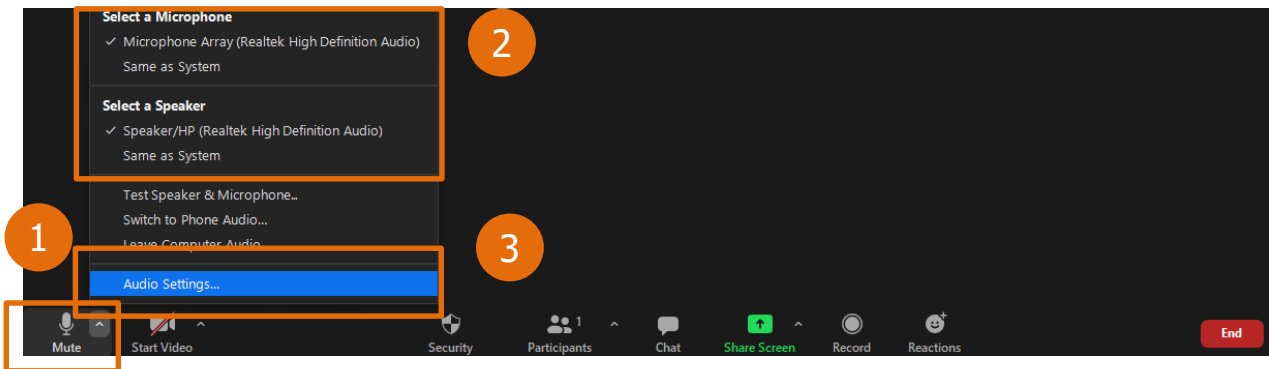 Select a Microphone
✓ Microphone Array (Realtek High Definition Audio)
Same as System
2
Select a Speaker
✓ Speaker/HP (Realtek High Definition Audio)
Same as System
Test Speaker & Microphone...
Switch to Phone Audio...
1
Leave Computer Audio
3
Audio Settings...
1
Mute
Start Video
Security
Participants
Chat
Share Screen
Record
Reactions
End